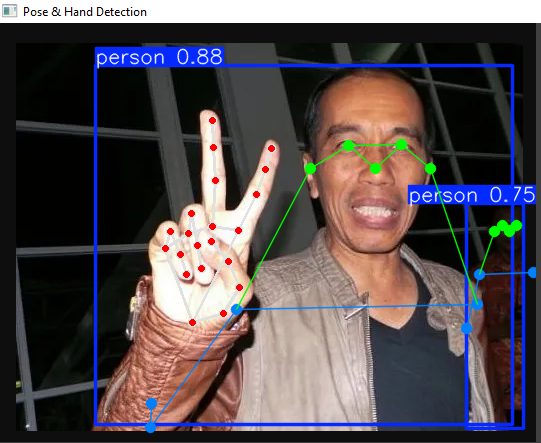 Pose & Hand Detection
person 0.88
person 0.75